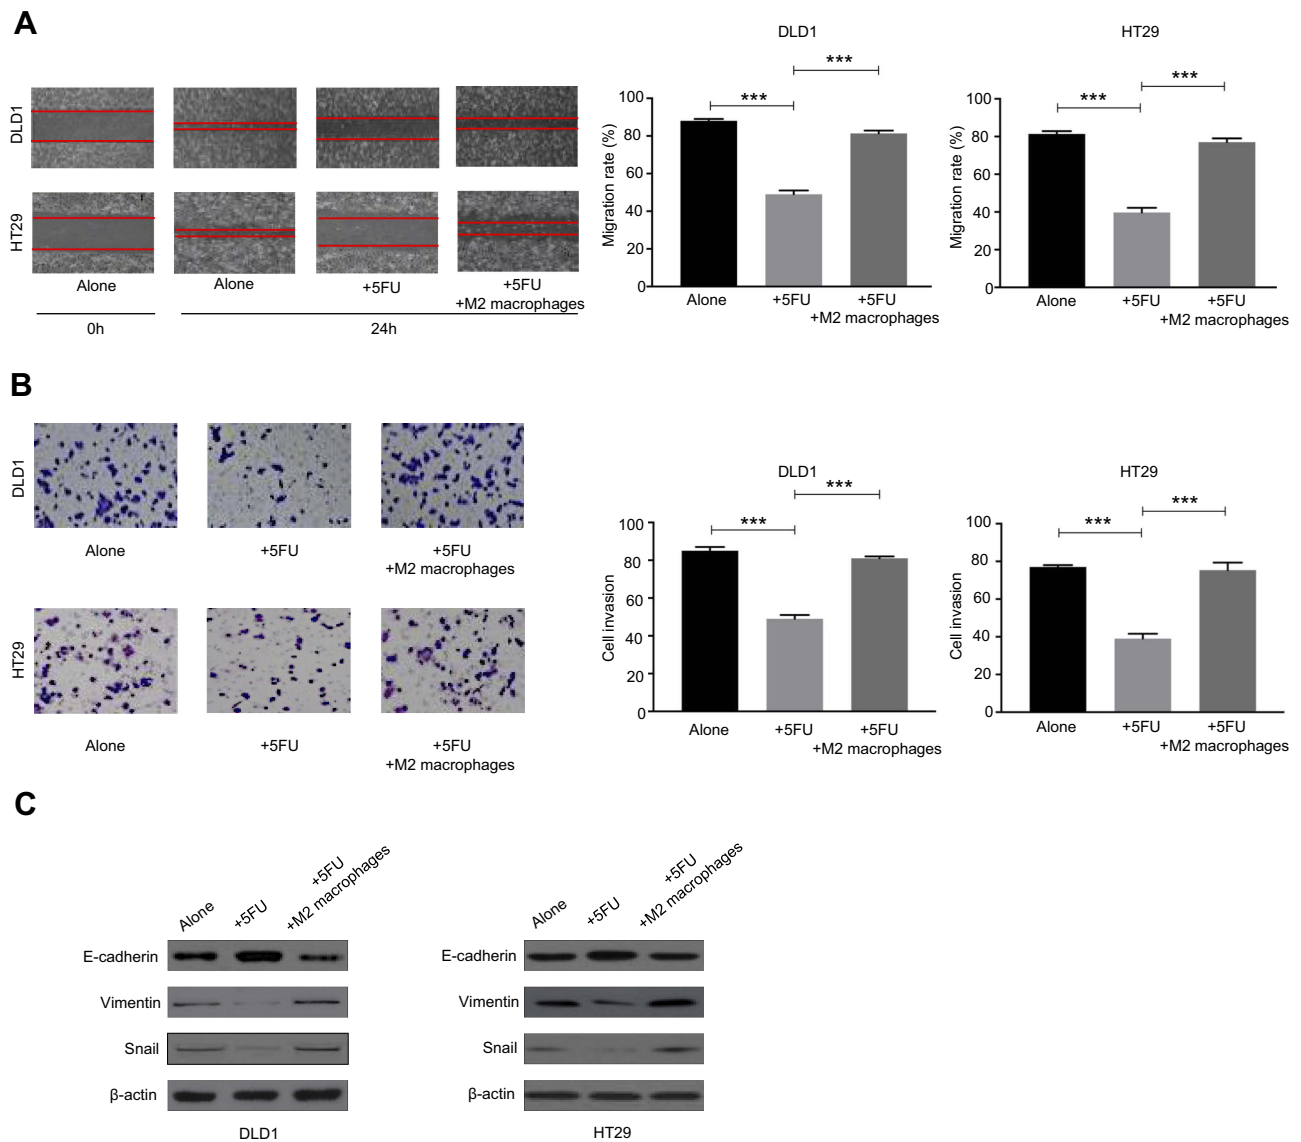 A
DLD1
HT29
Alone
Alone
+5FU
+5FU
+M2 macrophages
0h
24h
DLD1
***
***
Migration rate (%)
100
80
60
40
20
0
Alone
+5FU
+5FU
+M2 macrophages
HT29
***
***
Migration rate (%)
100
80
60
40
20
0
Alone
+5FU
+5FU
+M2 macrophages
B
DLD1
Alone
+5FU
+5FU
+M2 macrophages
HT29
Alone
+5FU
+5FU
+M2 macrophages
DLD1
***
***
Cell invasion
100
80
60
40
20
0
Alone
+5FU
+5FU
+M2 macrophages
HT29
***
***
Cell invasion
100
80
60
40
20
0
Alone
+5FU
+5FU
+M2 macrophages
C
Alone
+5FU
+5FU
+M2 macrophages
E-cadherin
Vimentin
Snail
β-actin
DLD1
Alone
+5FU
+5FU
+M2 macrophages
E-cadherin
Vimentin
Snail
β-actin
HT29